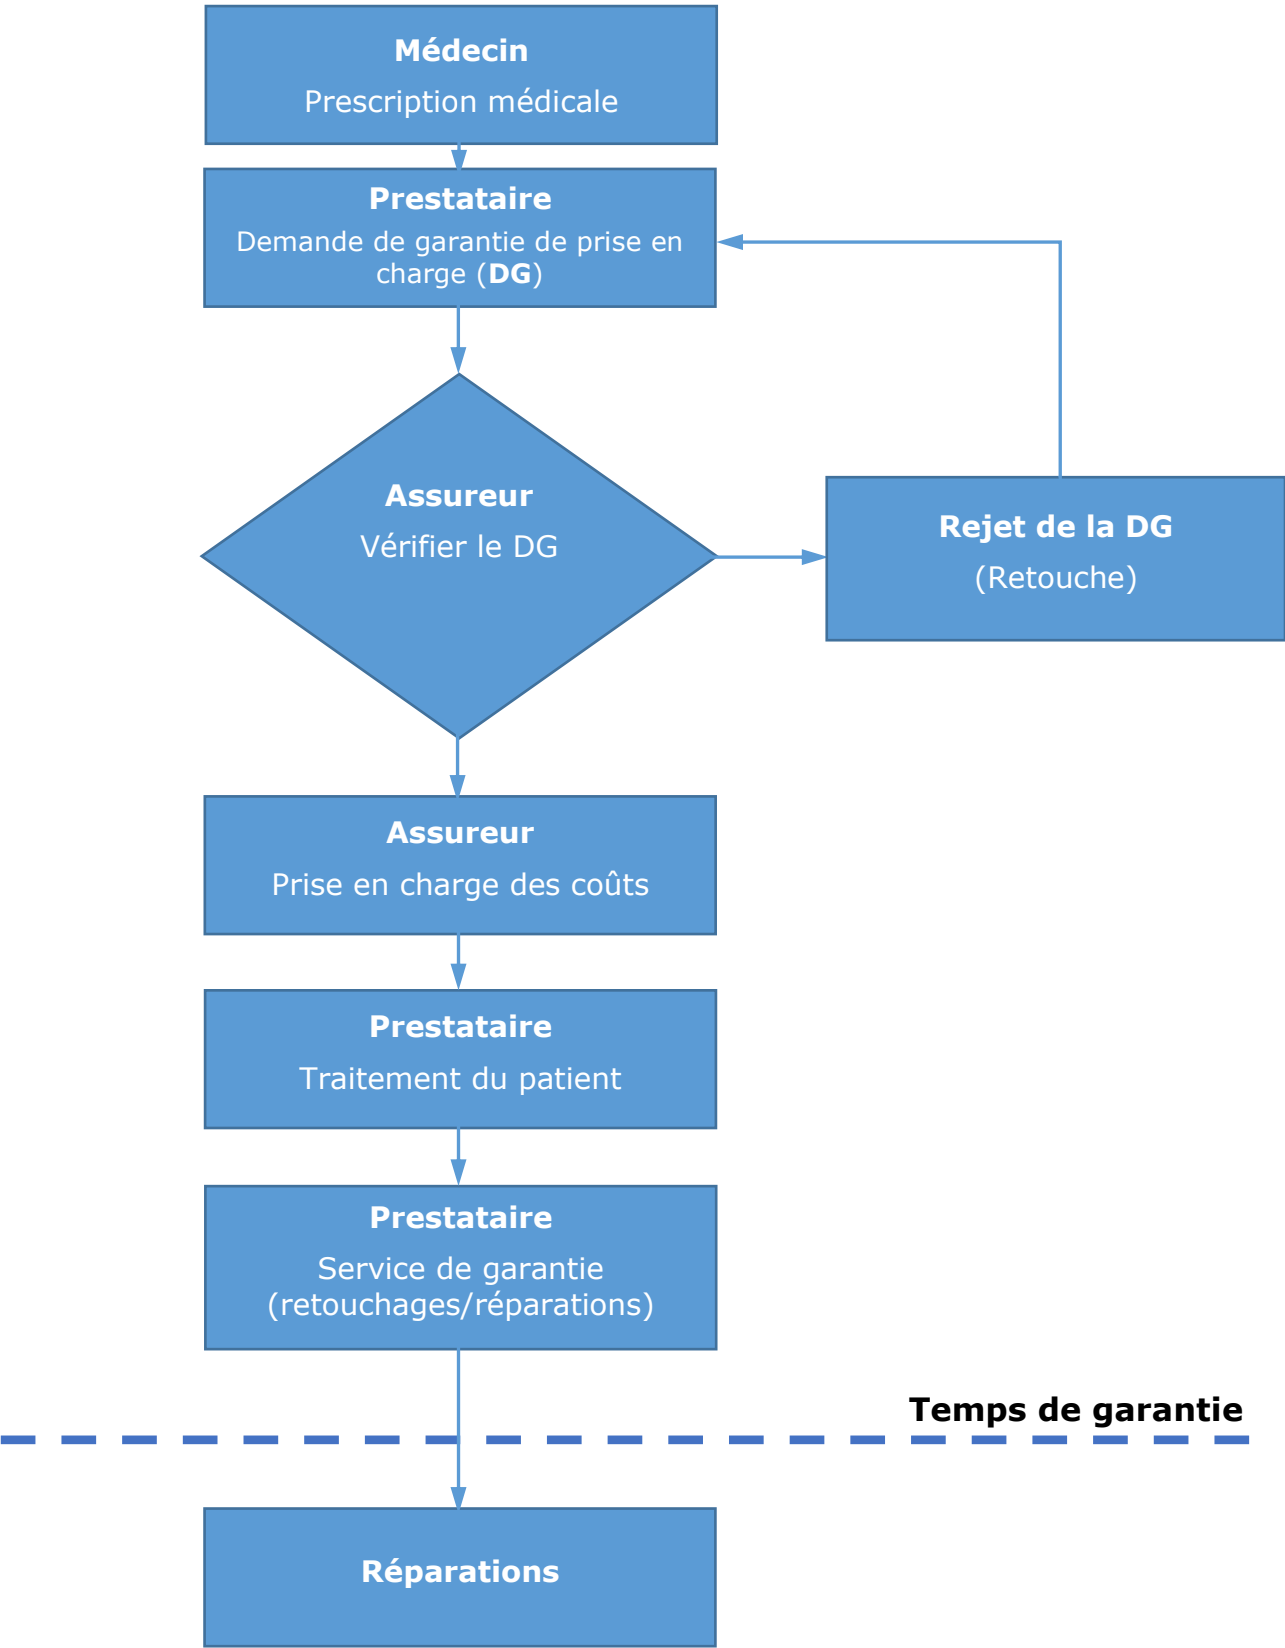 Médecin
Prescription médicale
Prestataire
Demande de garantie de prise en
charge (DG)
Assureur
Vérifier le DG
Rejet de la DG
(Retouche)
Assureur
Prise en charge des coûts
Prestataire
Traitement du patient
Prestataire
Service de garantie
(retouchages/réparations)
Temps de garantie
Réparations